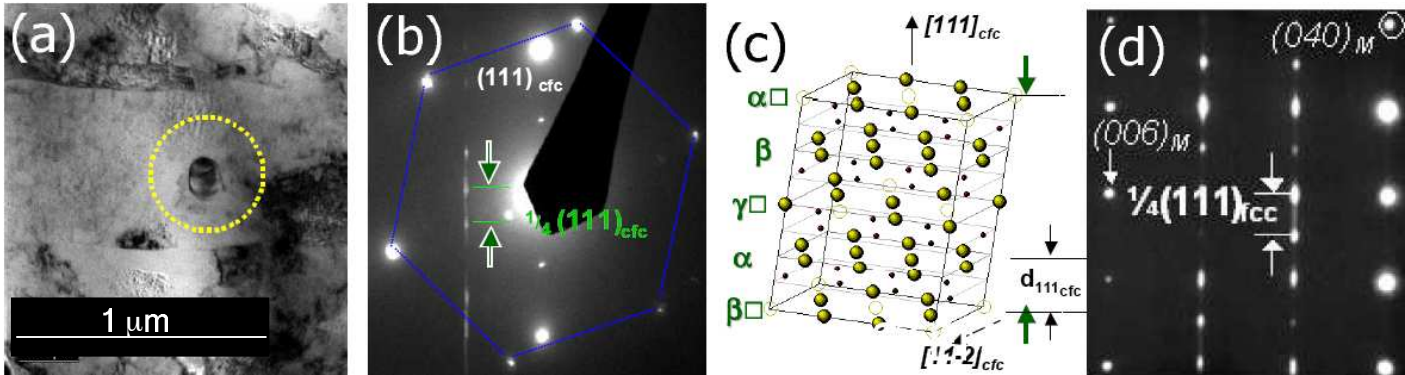 (a)
1 μm
(b)
(111) cfc
¼(111)cfc
(c)
[111]cfc
α□
β
γ□
α
β□
d111cfc
[11-2]cfc
(d)
(040)M
(006)M
¼(111)fcc